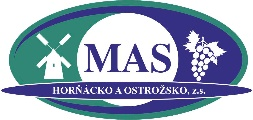 MAS
HORŇÁCKO A OSTROŽSKO, z.s.